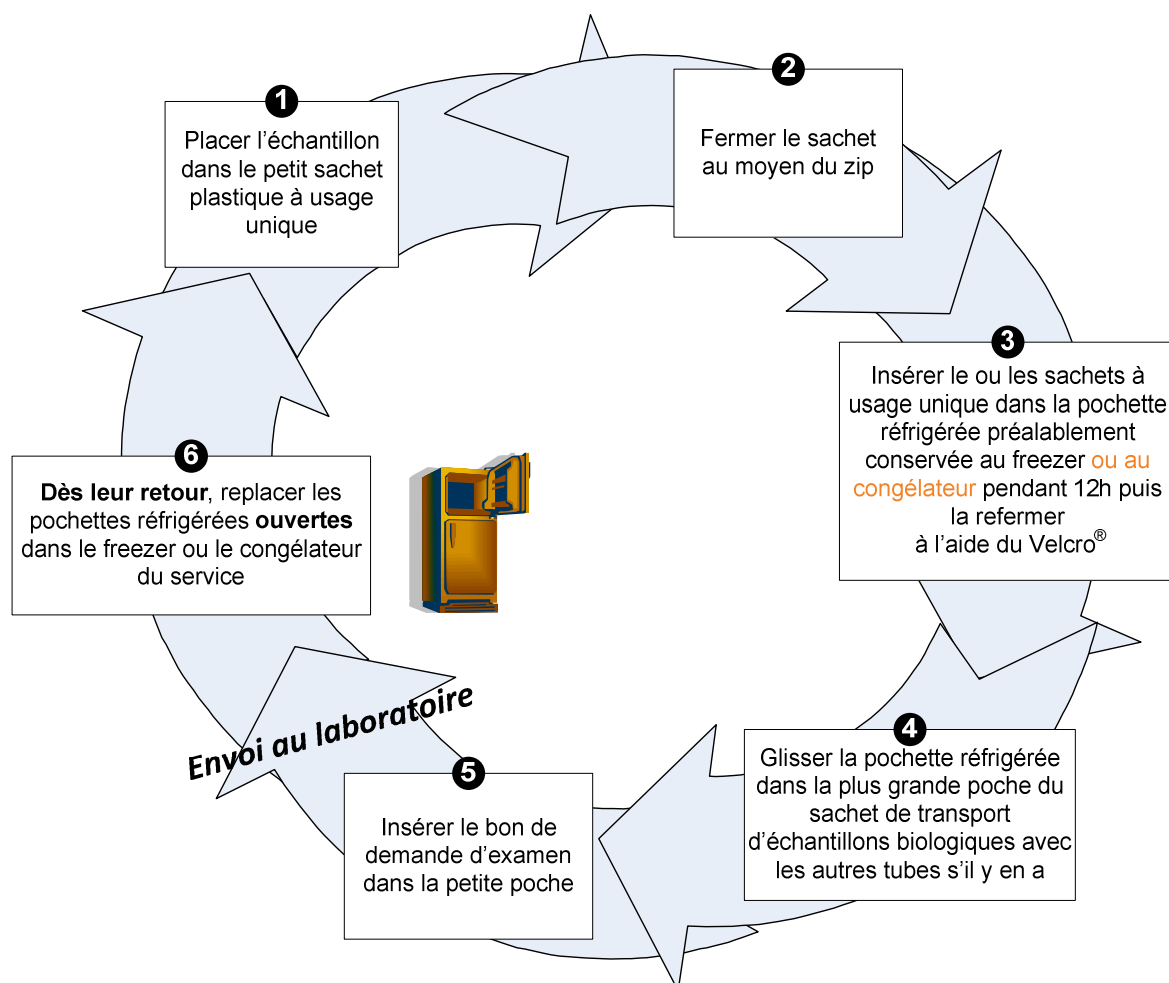 1
Placer l'échantillon
dans le petit sachet
plastique à usage
unique
2
Fermer le sachet
au moyen du zip
3
Insérer le ou les sachets à
usage unique dans la pochette
réfrigérée préalablement
conservée au freezer ou au
congélateur pendant 12h puis
la refermer
à l'aide du Velcro®
4
Glisser la pochette réfrigérée
dans la plus grande poche du
sachet de transport
d'échantillons biologiques avec
les autres tubes s'il y en a
5
Insérer le bon de
demande d'examen
dans la petite poche
Envoi au laboratoire
6
Dès leur retour, replacer les
pochettes réfrigérées ouvertes
dans le freezer ou le congélateur
du service